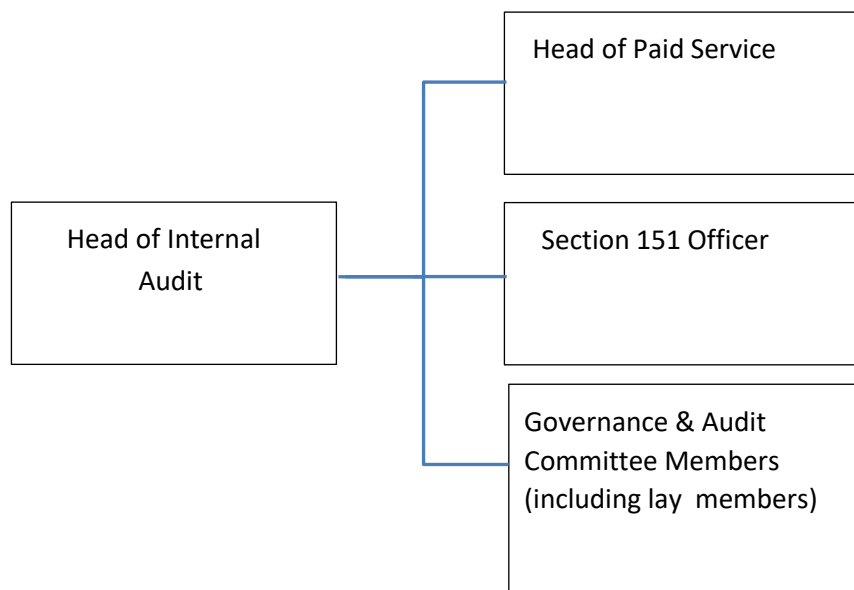 Head of Paid Service
Head of Internal
Audit
Section 151 Officer
Governance & Audit
Committee Members
(including lay  members)